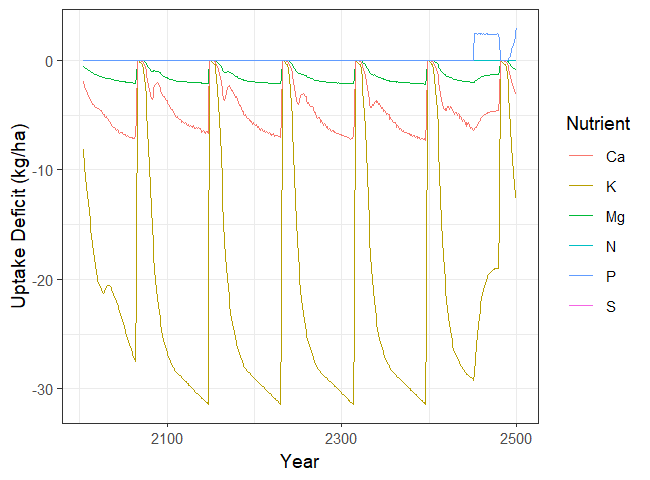 0
-10
-20
-30
Uptake Deficit (kg/ha)
2100
2300
2500
Year
Nutrient
Ca
K
Mg
N
P
S